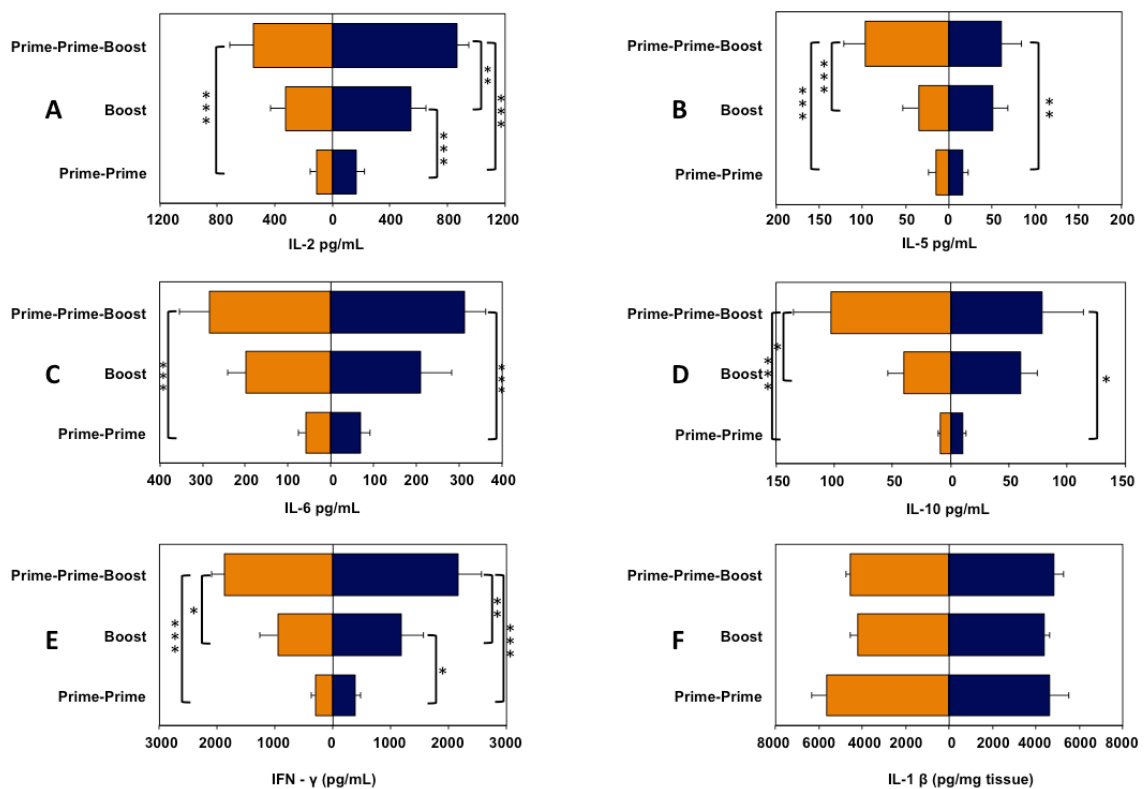 Prime-Prime-Boost
A
Boost
Prime-Prime
***
**
***
***
1200 800 400 0 400 800 1200
IL-2 pg/mL
Prime-Prime-Boost
B
Boost
Prime-Prime
***
***
**
200 150 100 50 0 50 100 150 200
IL-5 pg/mL
Prime-Prime-Boost
C
Boost
Prime-Prime
***
***
400 300 200 100 0 100 200 300 400
IL-6 pg/mL
Prime-Prime-Boost
D
Boost
Prime-Prime
***
*
*
150 100 50 0 50 100 150
IL-10 pg/mL
Prime-Prime-Boost
E
Boost
Prime-Prime
***
*
*
**
***
3000 2000 1000 0 1000 2000 3000
IFN - γ (pg/mL)
Prime-Prime-Boost
F
Boost
Prime-Prime
8000 6000 4000 2000 0 2000 4000 6000 8000
IL-1 β (pg/mg tissue)